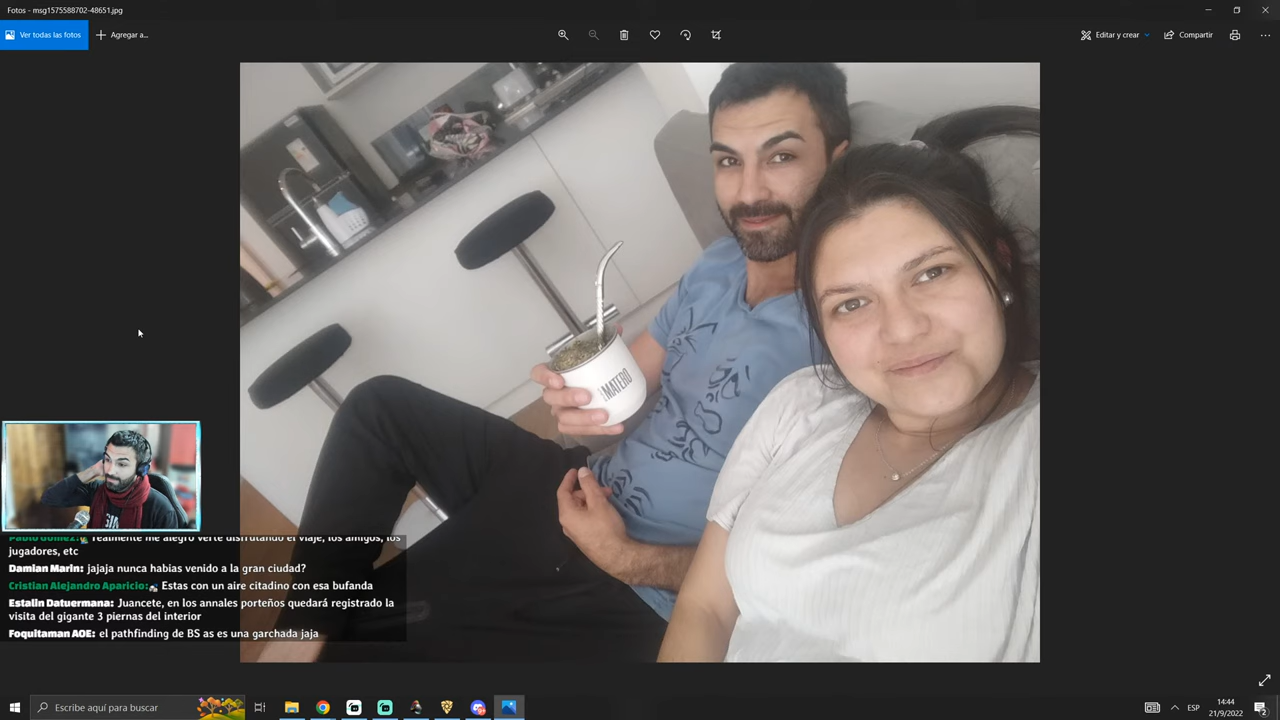 Fotos - msg1575588702-48651.jpg
Ver todas las fotos
Agregar a...
Editar y crear
Compartir
MATERO
Pablo Gomez: Realmente me alegro verte disfrutando el viaje, los amigos, los
jugadores, etc
Damian Marin: jajaja nunca habias venido a la gran ciudad?
Cristian Alejandro Aparicio: Estas con un aire citadino con esa bufanda
Estalin Datuermana: Juancete, en los annales porteños quedará registrado la
visita del gigante 3 piernas del interior
Foquitaman AOE: el pathfinding de BS as es una garchada jaja
Escribe aquí para buscar
ESP
14:44
21/9/2022
2